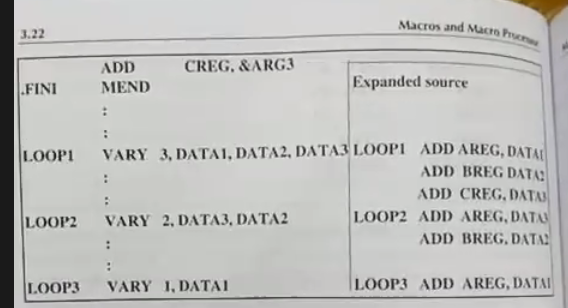 3.22 Macros and Macro Processor
ADD CREG, &ARG3
.FIN1 MEND Expanded source
:
:
LOOP1 VARY 3, DATA1, DATA2, DATA3 LOOP1 ADD AREG, DATA1
: ADD BREG DATA2
: ADD CREG, DATA3
LOOP2 VARY 2, DATA3, DATA2 LOOP2 ADD AREG, DATA3
: ADD BREG, DATA2
:
LOOP3 VARY 1, DATA1 LOOP3 ADD AREG, DATA1